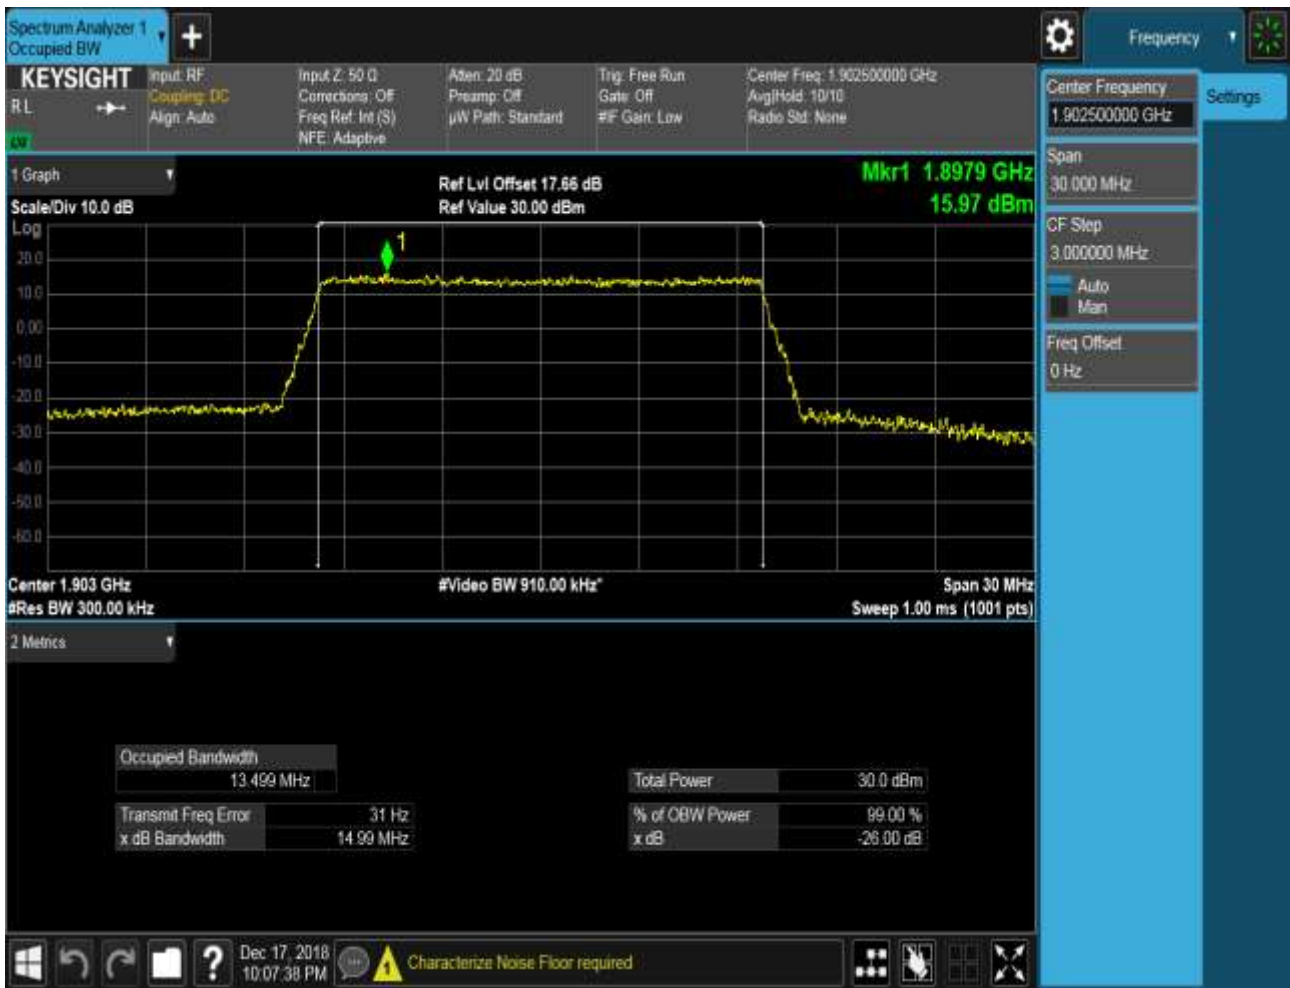 Spectrum Analyzer 1
Occupied BW
Frequency
KEYSIGHT
R L
Input: RF
Coupling: DC
Align: Auto
Input Z: 50 Ω
Corrections: Off
Freq Ref: Int (S)
NFE: Adaptive
Atten: 20 dB
Preamp: Off
µW Path: Standard
Trig: Free Run
Gate: Off
#IF Gain: Low
Center Freq: 1.902500000 GHz
Avg|Hold: 10/10
Radio Std: None
Center Frequency
1.902500000 GHz
Settings
Span
30.000 MHz
CF Step
3.000000 MHz
Auto
Man
Freq Offset
0 Hz
1 Graph
Scale/Div 10.0 dB
Log
Ref Lvl Offset 17.66 dB
Ref Value 30.00 dBm
Mkr1 1.8979 GHz
15.97 dBm
1
20.0
10.0
0.00
-10.0
-20.0
-30.0
-40.0
-50.0
-60.0
Center 1.903 GHz
#Res BW 300.00 kHz
#Video BW 910.00 kHz*
Span 30 MHz
Sweep 1.00 ms (1001 pts)
2 Metrics
Occupied Bandwidth
13.499 MHz
Transmit Freq Error 31 Hz
x dB Bandwidth 14.99 MHz
Total Power 30.0 dBm
% of OBW Power 99.00 %
x dB -26.00 dB
?
Dec 17, 2018
10:07:38 PM
1
Characterize Noise Floor required